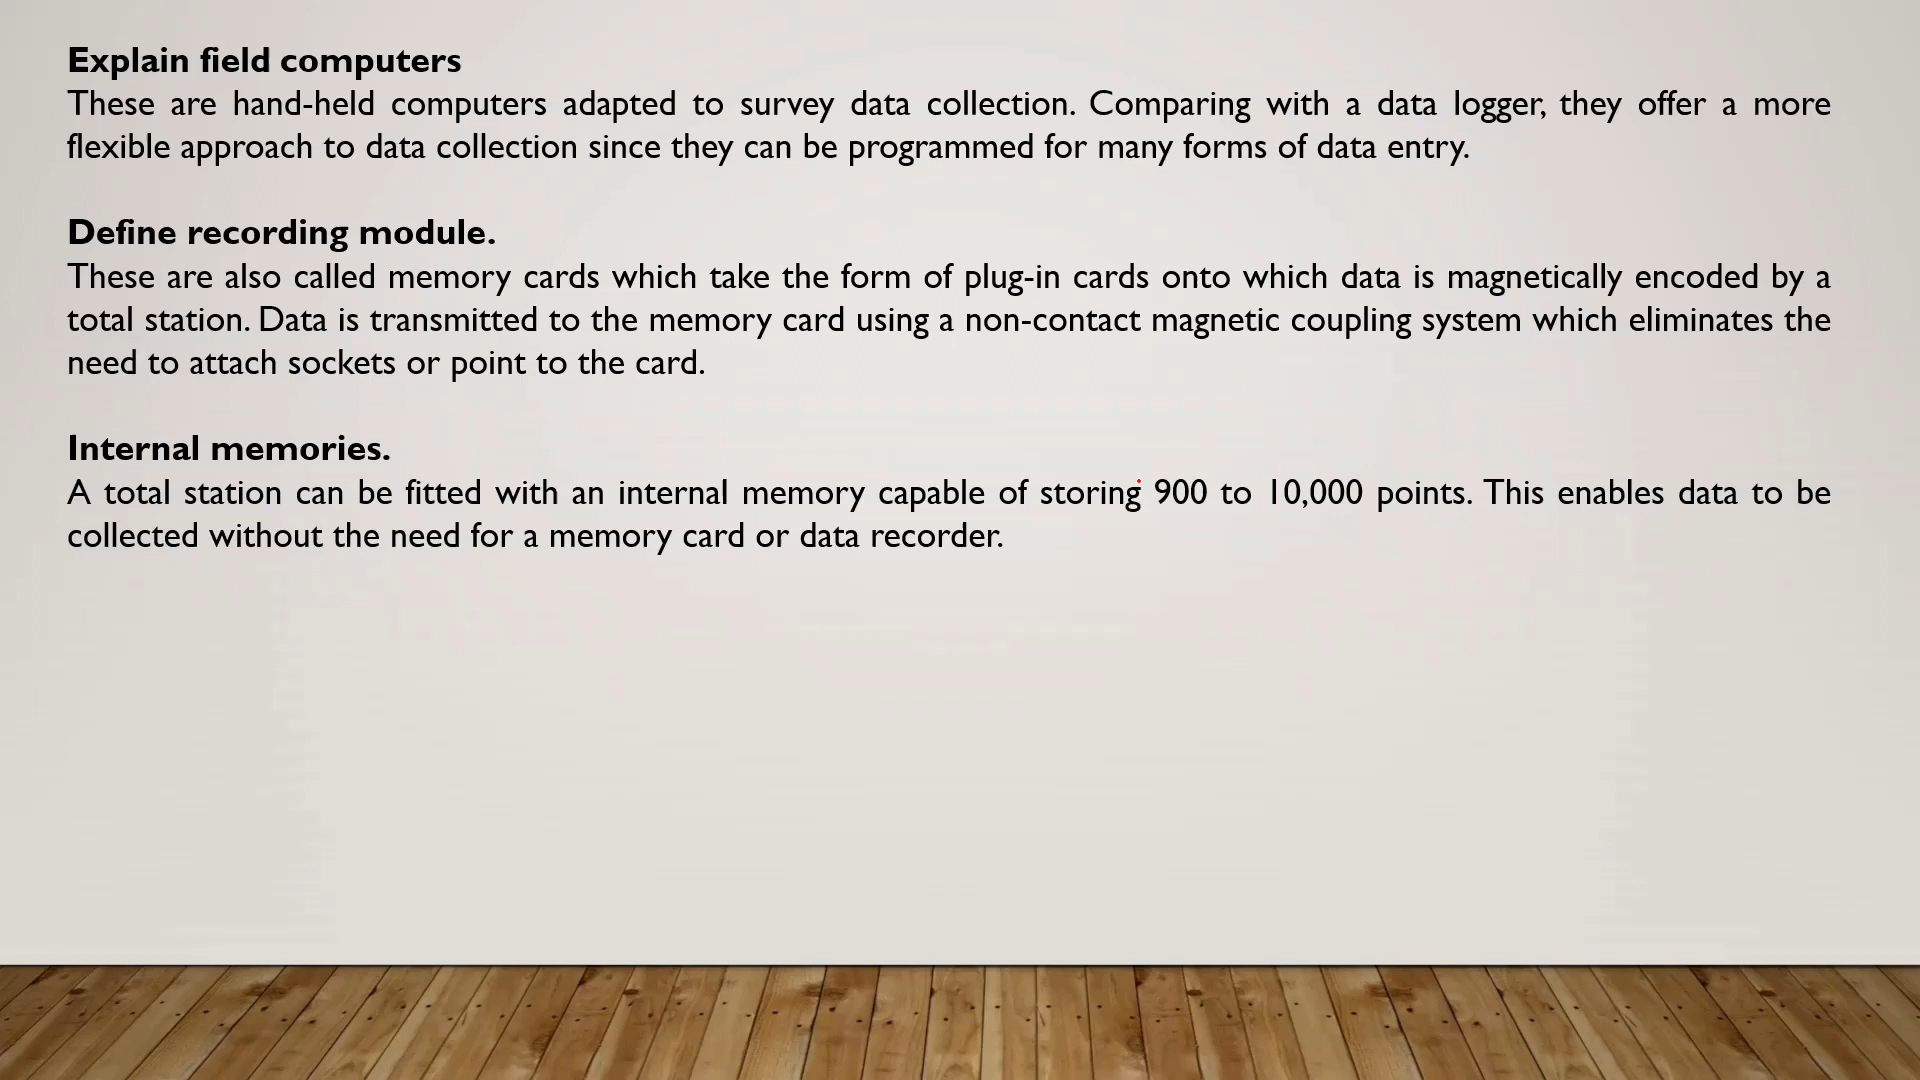 Explain field computers
These are hand-held computers adapted to survey data collection. Comparing with a data logger, they offer a more
flexible approach to data collection since they can be programmed for many forms of data entry.
Define recording module.
These are also called memory cards which take the form of plug-in cards onto which data is magnetically encoded by a
total station. Data is transmitted to the memory card using a non-contact magnetic coupling system which eliminates the
need to attach sockets or point to the card.
Internal memories.
A total station can be fitted with an internal memory capable of storing 900 to 10,000 points. This enables data to be
collected without the need for a memory card or data recorder.